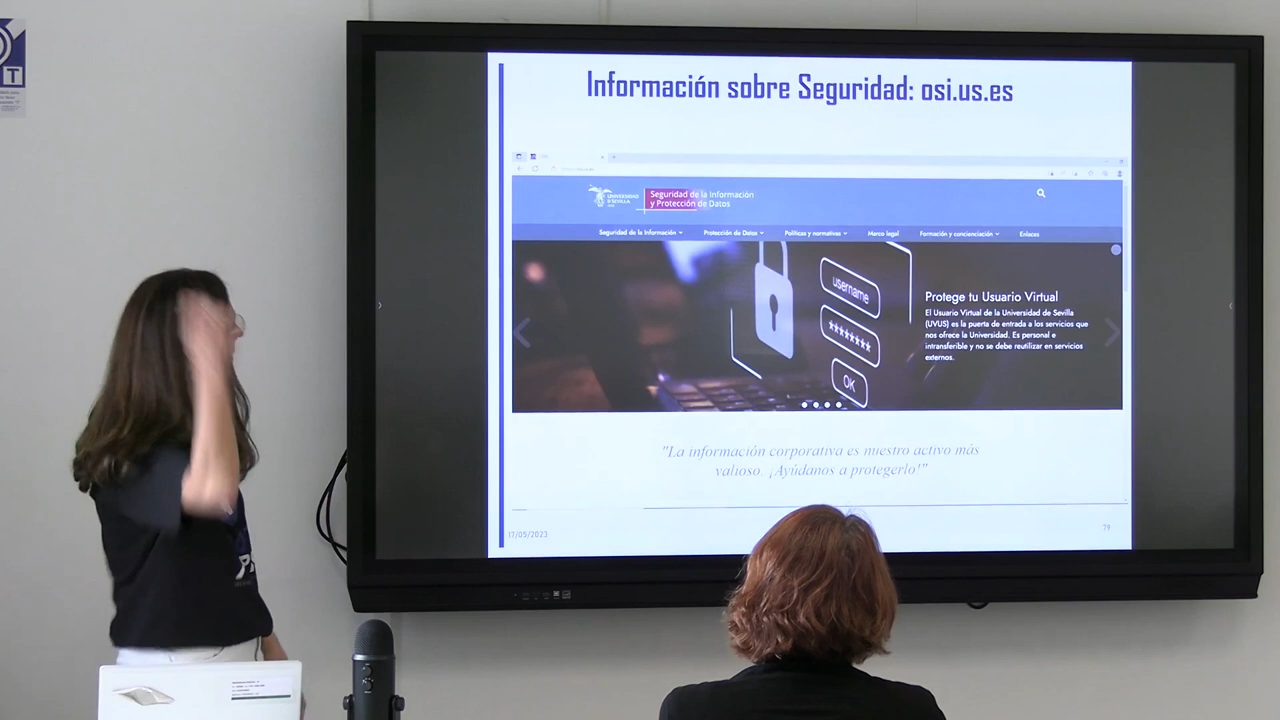 T
Información sobre Seguridad: osi.us.es
UNIVERSIDAD
D SEVILLA
Seguridad de la Información
y Protección de Datos
Seguridad de la Información
Protección de Datos
Políticas y normativas
Marco legal
Formación y concienciación
Enlaces
username
********
OK
Protege tu Usuario Virtual
El Usuario Virtual de la Universidad de Sevilla
(UVUS) es la puerta de entrada a los servicios que
nos ofrece la Universidad. Es personal e
intransferible y no se debe reutilizar en servicios
externos.
"La información corporativa es nuestro activo más
valioso. ¡Ayúdanos a protegerlo!"
17/05/2023
79